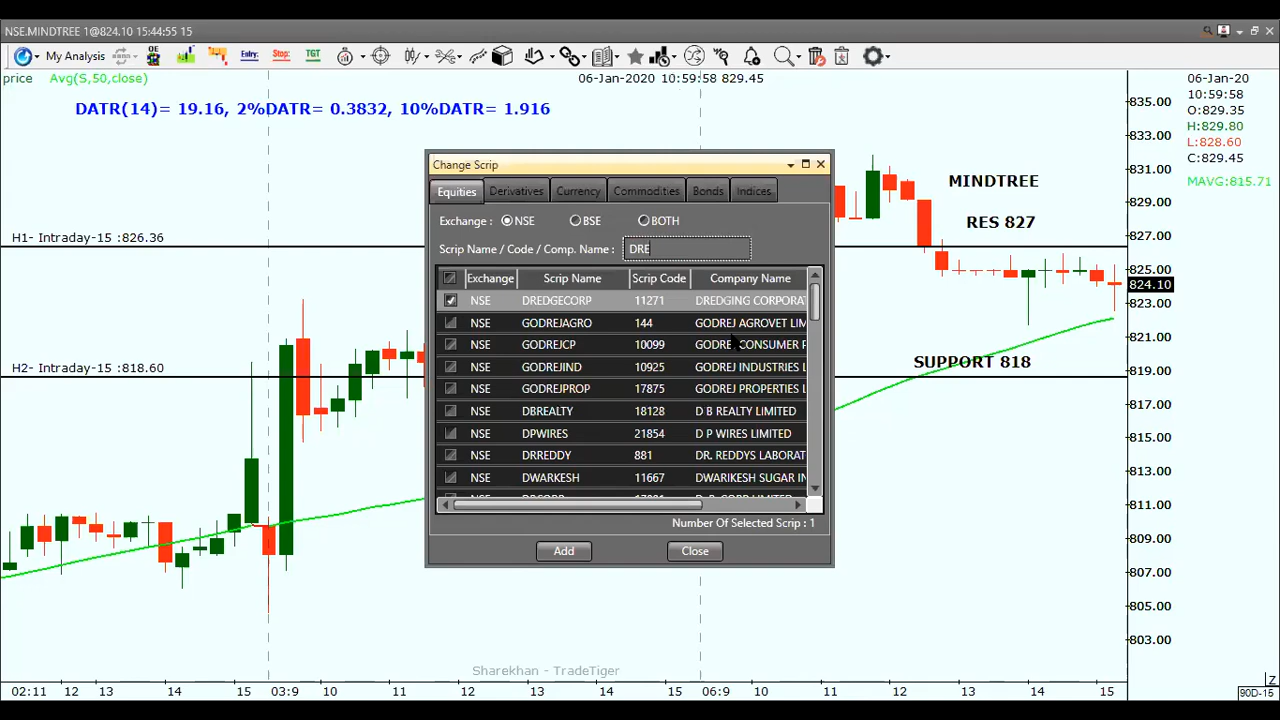 NSE.MINDTREE 1@824.10 15:44:55 15
My Analysis
OE
Entry:
Stop:
TGT
price Avg(S,50,close)
06-Jan-2020 10:59:58 829.45
DATR(14)= 19.16, 2%DATR= 0.3832, 10%DATR= 1.916
06-Jan-20
10:59:58
O:829.35
H:829.80
L:828.60
C:829.45
MAVG:815.71
835.00
833.00
831.00
829.00
827.00
825.00
824.10
823.00
821.00
819.00
817.00
815.00
813.00
811.00
809.00
807.00
805.00
803.00
MINDTREE
RES 827
SUPPORT 818
H1- Intraday-15 :826.36
H2- Intraday-15 :818.60
Change Scrip
Equities Derivatives Currency Commodities Bonds Indices
Exchange : NSE BSE BOTH
Scrip Name / Code / Comp. Name : DRE
Exchange Scrip Name Scrip Code Company Name
NSE DREDGECORP 11271 DREDGING CORPORAT
NSE GODREJAGRO 144 GODREJ AGROVET LIM
NSE GODREJCP 10099 GODREJ CONSUMER P
NSE GODREJIND 10925 GODREJ INDUSTRIES L
NSE GODREJPROP 17875 GODREJ PROPERTIES L
NSE DBREALTY 18128 D B REALTY LIMITED
NSE DPWIRES 21854 D P WIRES LIMITED
NSE DRREDDY 881 DR. REDDYS LABORAT
NSE DWARKESH 11667 DWARIKESH SUGAR IN
Number Of Selected Scrip : 1
Add Close
Sharekhan - TradeTiger
02:11 12 13 14 15 03:9 10 11 12 13 14 15 06:9 10 11 12 13 14 15
Z
90D-15